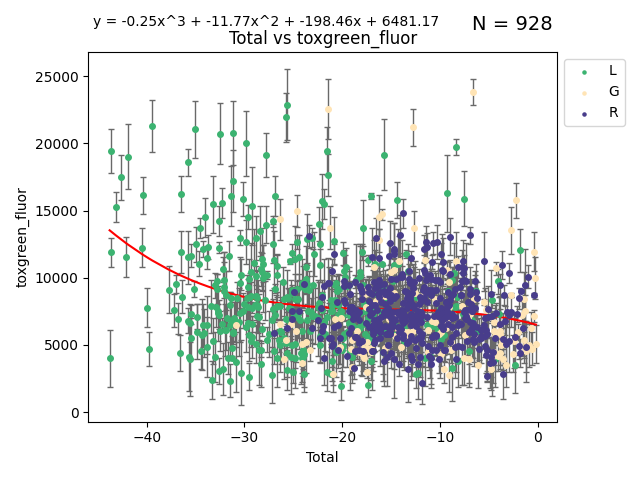 y = -0.25x^3 + -11.77x^2 + -198.46x + 6481.17 N = 928
Total vs toxgreen_fluor
25000
20000
15000
10000
5000
0
toxgreen_fluor
−40 −30 −20 −10 0
Total
L
G
R